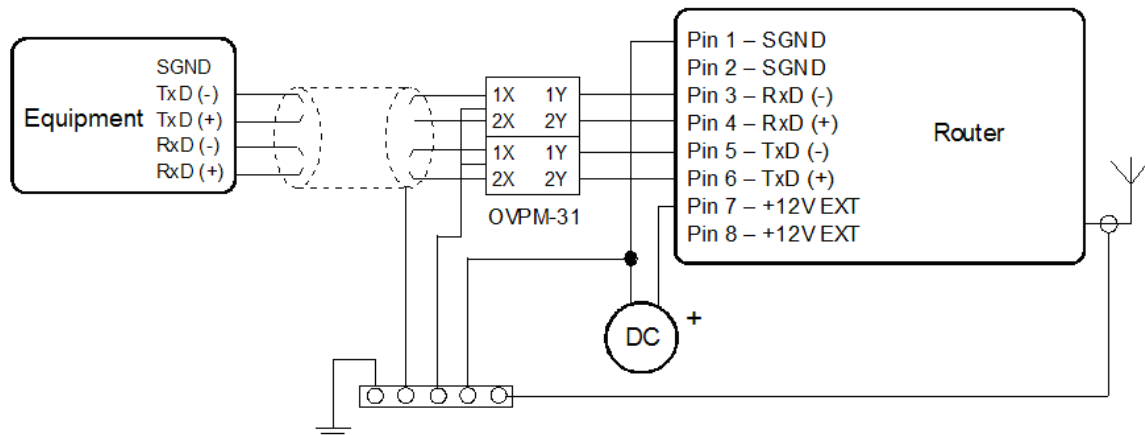 Equipment
SGND
TxD (-)
TxD (+)
RxD (-)
RxD (+)
1X 1Y
2X 2Y
1X 1Y
2X 2Y
OVPM-31
Pin 1 – SGND
Pin 2 – SGND
Pin 3 – RxD (-)
Pin 4 – RxD (+)
Pin 5 – TxD (-)
Pin 6 – TxD (+)
Pin 7 – +12V EXT
Pin 8 – +12V EXT
Router
DC
+